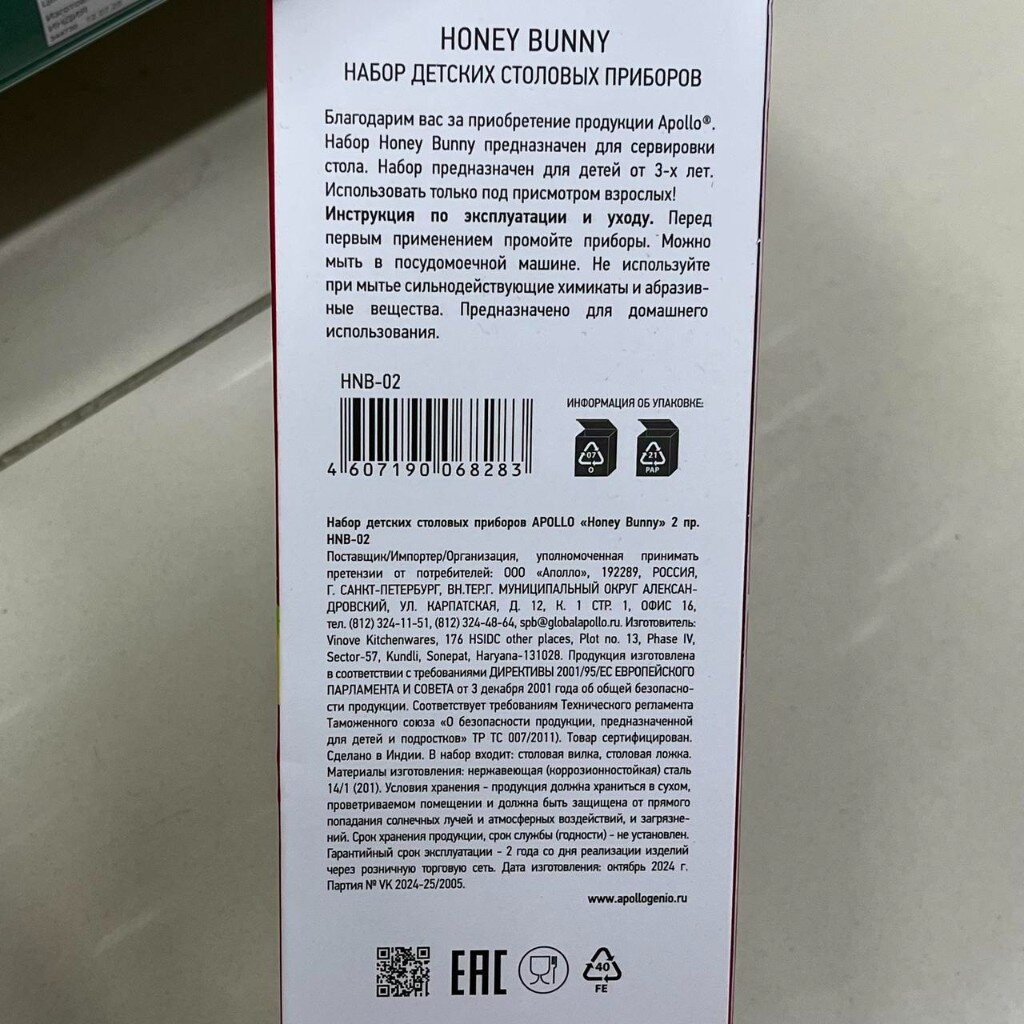 HONEY BUNNY
НАБОР ДЕТСКИХ СТОЛОВЫХ ПРИБОРОВ
Благодарим вас за приобретение продукции Apollo®.
Набор Honey Bunny предназначен для сервировки
стола. Набор предназначен для детей от 3-х лет.
Использовать только под присмотром взрослых!
Инструкция по эксплуатации и уходу. Перед
первым применением промойте приборы. Можно
мыть в посудомоечной машине. Не используйте
при мытье сильнодействующие химикаты и абразив-
ные вещества. Предназначено для домашнего
использования.
HNB-02
4 607190 068283
ИНФОРМАЦИЯ ОБ УПАКОВКЕ:
07
O
21
PAP
Набор детских столовых приборов APOLLO «Honey Bunny» 2 пр.
HNB-02
Поставщик/Импортер/Организация, уполномоченная принимать
претензии от потребителей: ООО «Аполло», 192289, РОССИЯ,
Г. САНКТ-ПЕТЕРБУРГ, ВН.ТЕР.Г. МУНИЦИПАЛЬНЫЙ ОКРУГ АЛЕКСАН-
ДРОВСКИЙ, УЛ. КАРПАТСКАЯ, Д. 12, К. 1 СТР. 1, ОФИС 16,
тел. (812) 324-11-51, (812) 324-48-64, spb@globalapollo.ru. Изготовитель:
Vinove Kitchenwares, 176 HSIDC other places, Plot no. 13, Phase IV,
Sector-57, Kundli, Sonepat, Haryana-131028. Продукция изготовлена
в соответствии с требованиями ДИРЕКТИВЫ 2001/95/ЕС ЕВРОПЕЙСКОГО
ПАРЛАМЕНТА И СОВЕТА от 3 декабря 2001 года об общей безопасно-
сти продукции. Соответствует требованиям Технического регламента
Таможенного союза «О безопасности продукции, предназначенной
для детей и подростков» ТР ТС 007/2011). Товар сертифицирован.
Сделано в Индии. В набор входит: столовая вилка, столовая ложка.
Материалы изготовления: нержавеющая (коррозионностойкая) сталь
14/1 (201). Условия хранения - продукция должна храниться в сухом,
проветриваемом помещении и должна быть защищена от прямого
попадания солнечных лучей и атмосферных воздействий, и загрязне-
ний. Срок хранения продукции, срок службы (годности) - не установлен.
Гарантийный срок эксплуатации - 2 года со дня реализации изделий
через розничную торговую сеть. Дата изготовления: октябрь 2024 г.
Партия № VK 2024-25/2005.
www.apollogenio.ru
ЕАС
40
FE